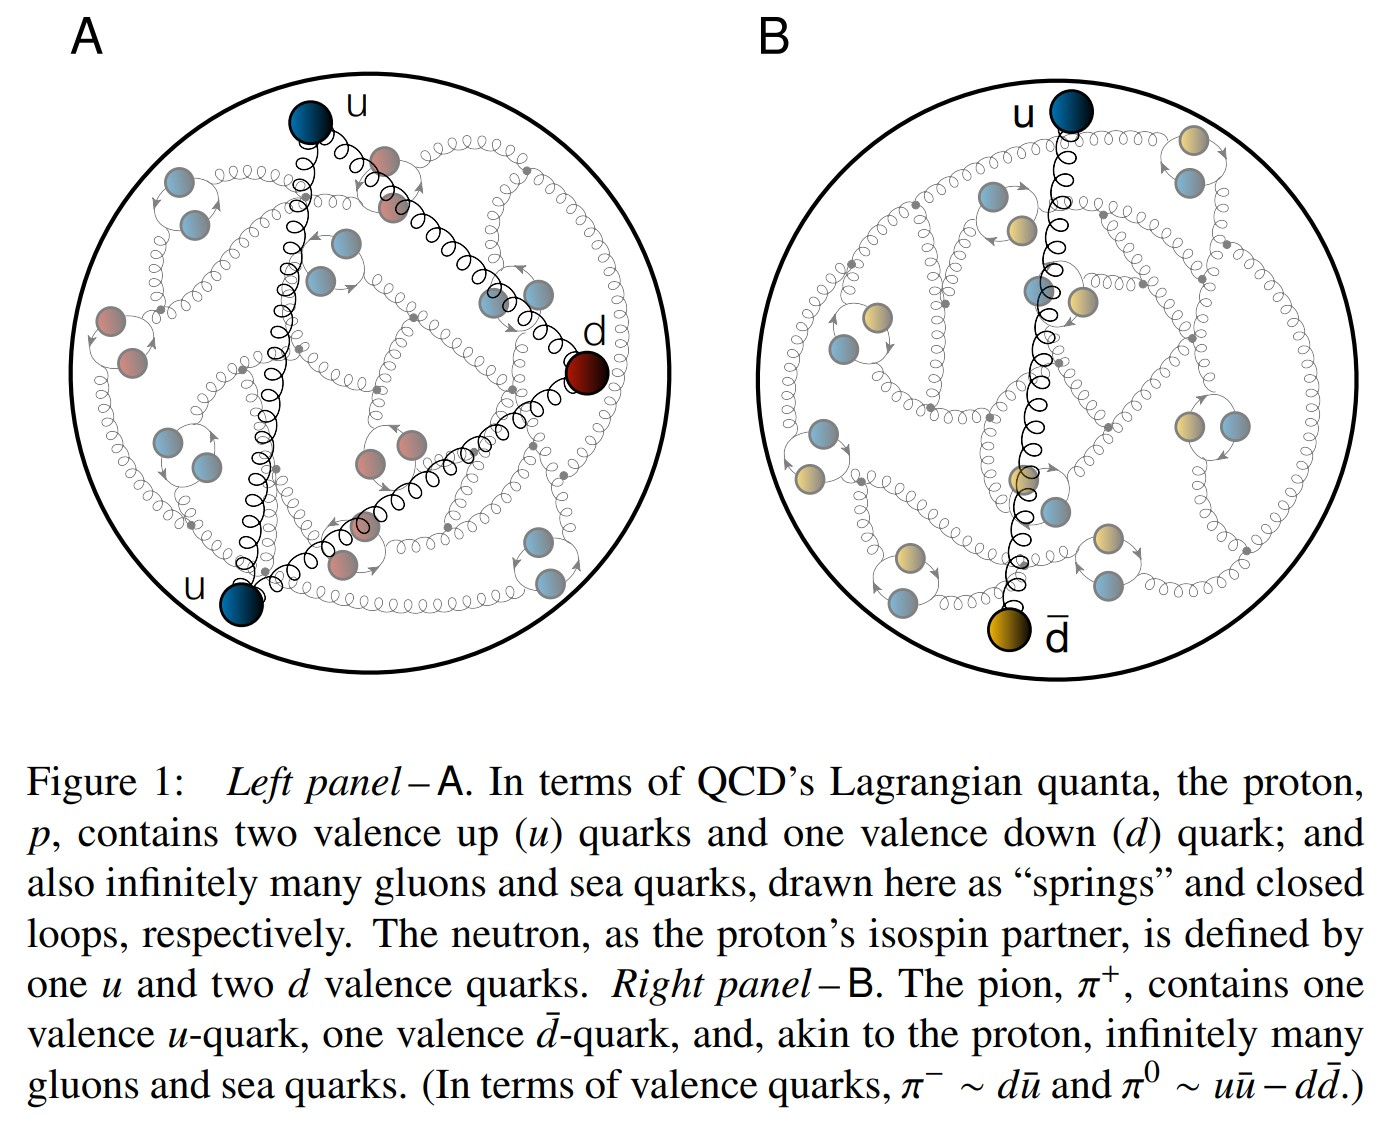 A
B
u
u
d
u
d̄
Figure 1: Left panel – A. In terms of QCD’s Lagrangian quanta, the proton,
p, contains two valence up (u) quarks and one valence down (d) quark; and
also infinitely many gluons and sea quarks, drawn here as “springs” and closed
loops, respectively. The neutron, as the proton’s isospin partner, is defined by
one u and two d valence quarks. Right panel – B. The pion, π⁺, contains one
valence u-quark, one valence d̄-quark, and, akin to the proton, infinitely many
gluons and sea quarks. (In terms of valence quarks, π⁻ ∼ dū and π⁰ ∼ uū − dd̄.)